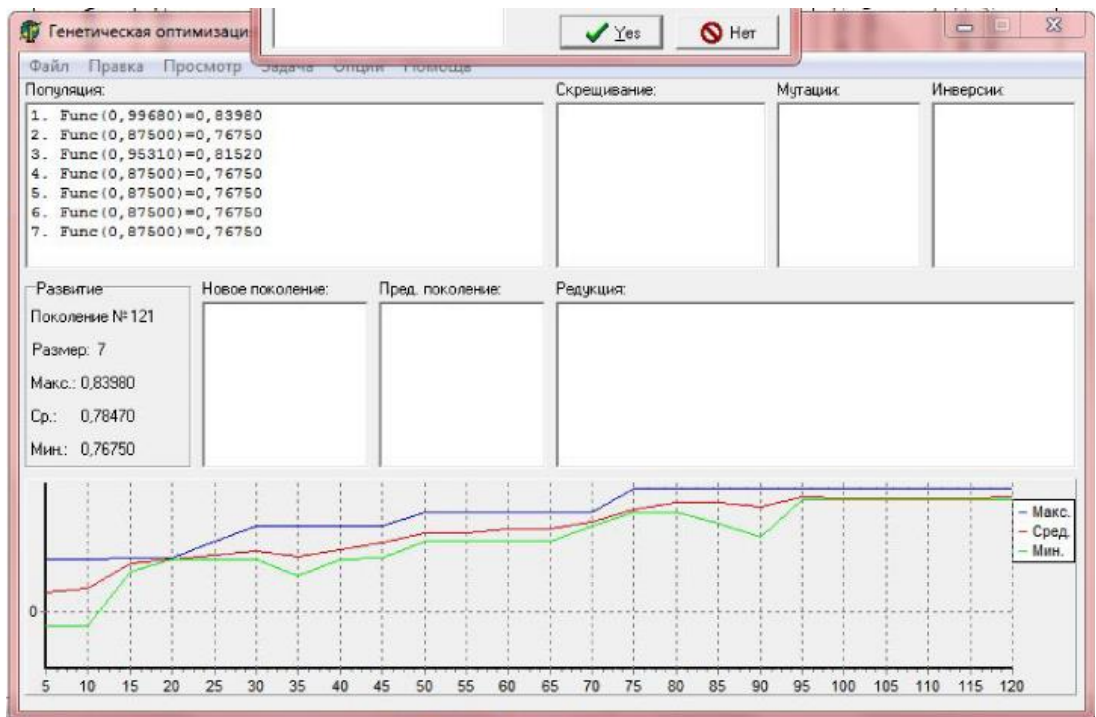 Yes
Нет
Генетическая оптимизаци
Файл Правка Просмотр Задача Опции Помощь
Популяция:
Скрещивание:
Мутации:
Инверсии:
1. Func(0,99680)=0,83980
2. Func(0,87500)=0,76750
3. Func(0,95310)=0,81520
4. Func(0,87500)=0,76750
5. Func(0,87500)=0,76750
6. Func(0,87500)=0,76750
7. Func(0,87500)=0,76750
Развитие
Новое поколение:
Пред. поколение:
Редукция:
Поколение № 121
Размер: 7
Макс.: 0,83980
Ср.: 0,78470
Мин.: 0,76750
Макс.
Сред.
Мин.
0
5 10 15 20 25 30 35 40 45 50 55 60 65 70 75 80 85 90 95 100 105 110 115 120